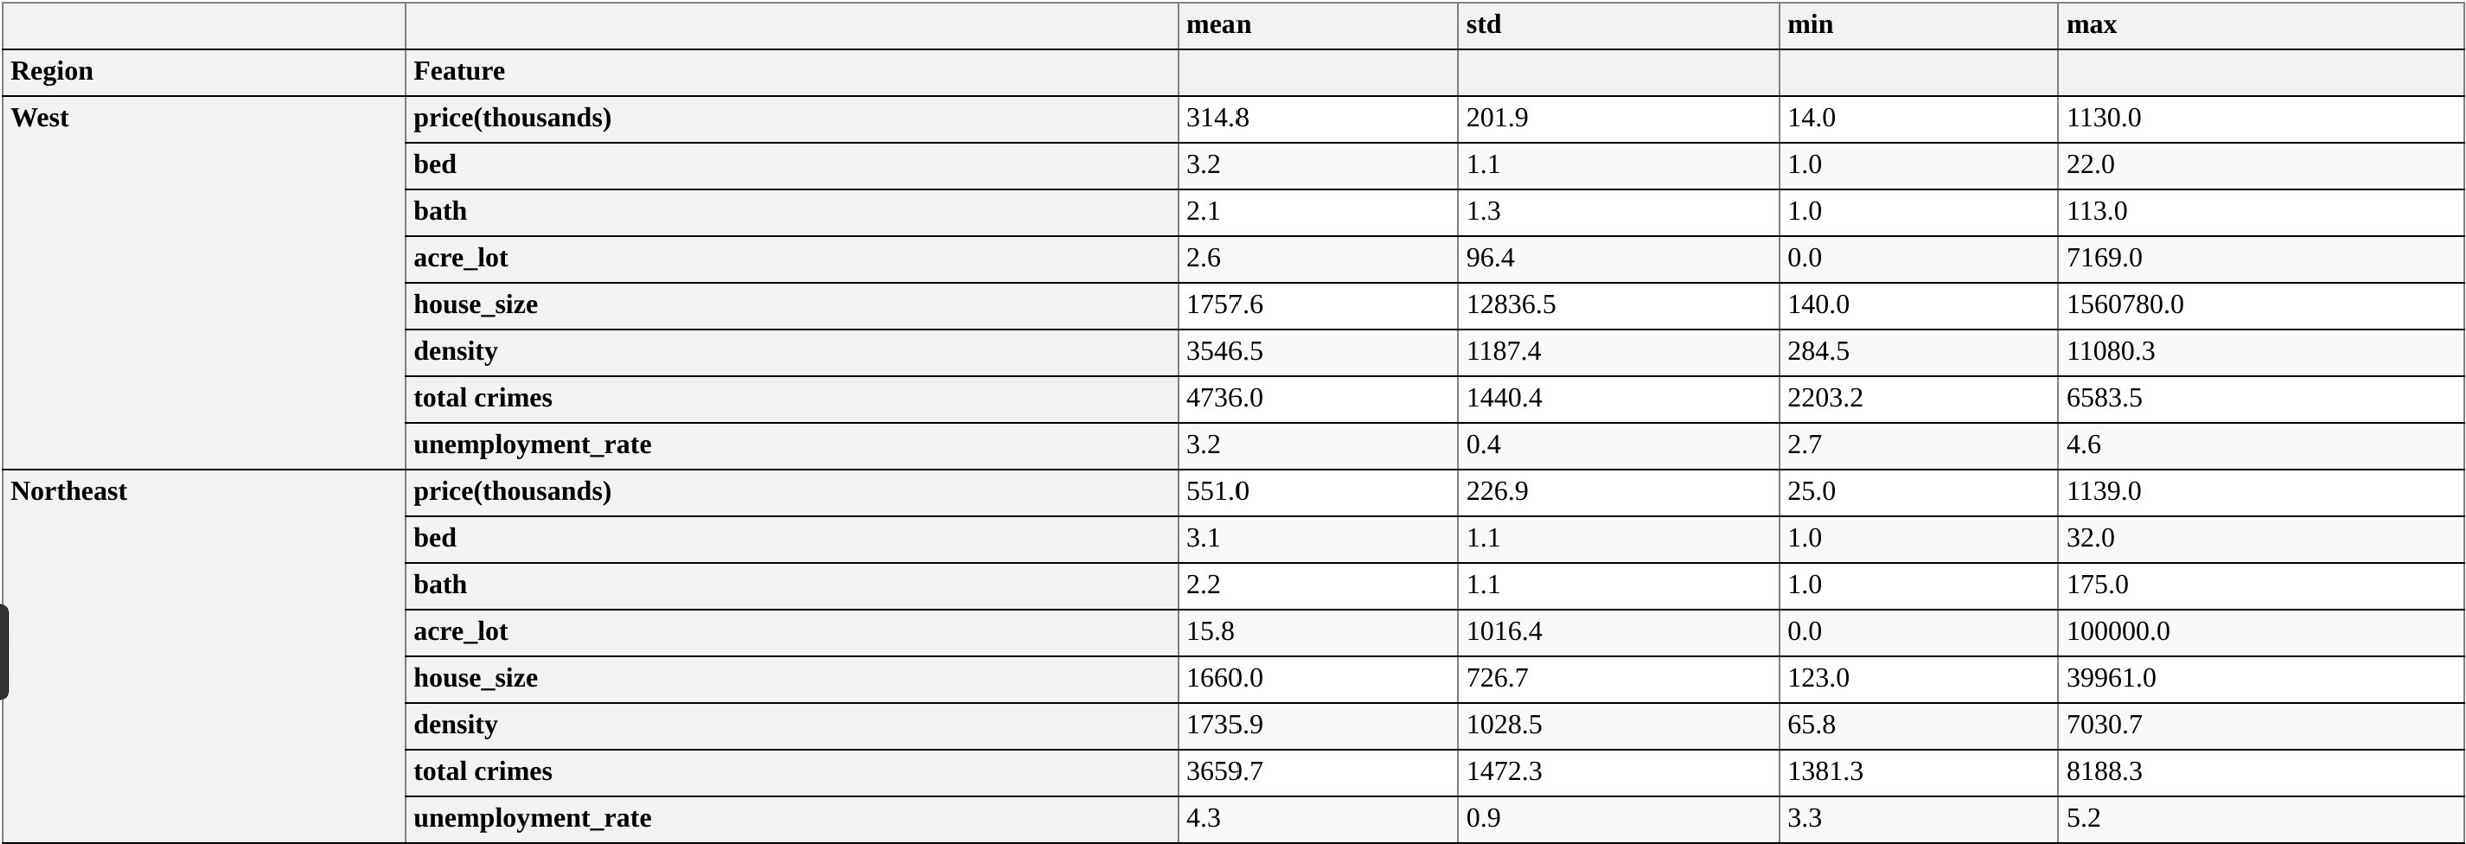 mean std min max
Region Feature
West price(thousands) 314.8 201.9 14.0 1130.0
bed 3.2 1.1 1.0 22.0
bath 2.1 1.3 1.0 113.0
acre_lot 2.6 96.4 0.0 7169.0
house_size 1757.6 12836.5 140.0 1560780.0
density 3546.5 1187.4 284.5 11080.3
total crimes 4736.0 1440.4 2203.2 6583.5
unemployment_rate 3.2 0.4 2.7 4.6
Northeast price(thousands) 551.0 226.9 25.0 1139.0
bed 3.1 1.1 1.0 32.0
bath 2.2 1.1 1.0 175.0
acre_lot 15.8 1016.4 0.0 100000.0
house_size 1660.0 726.7 123.0 39961.0
density 1735.9 1028.5 65.8 7030.7
total crimes 3659.7 1472.3 1381.3 8188.3
unemployment_rate 4.3 0.9 3.3 5.2